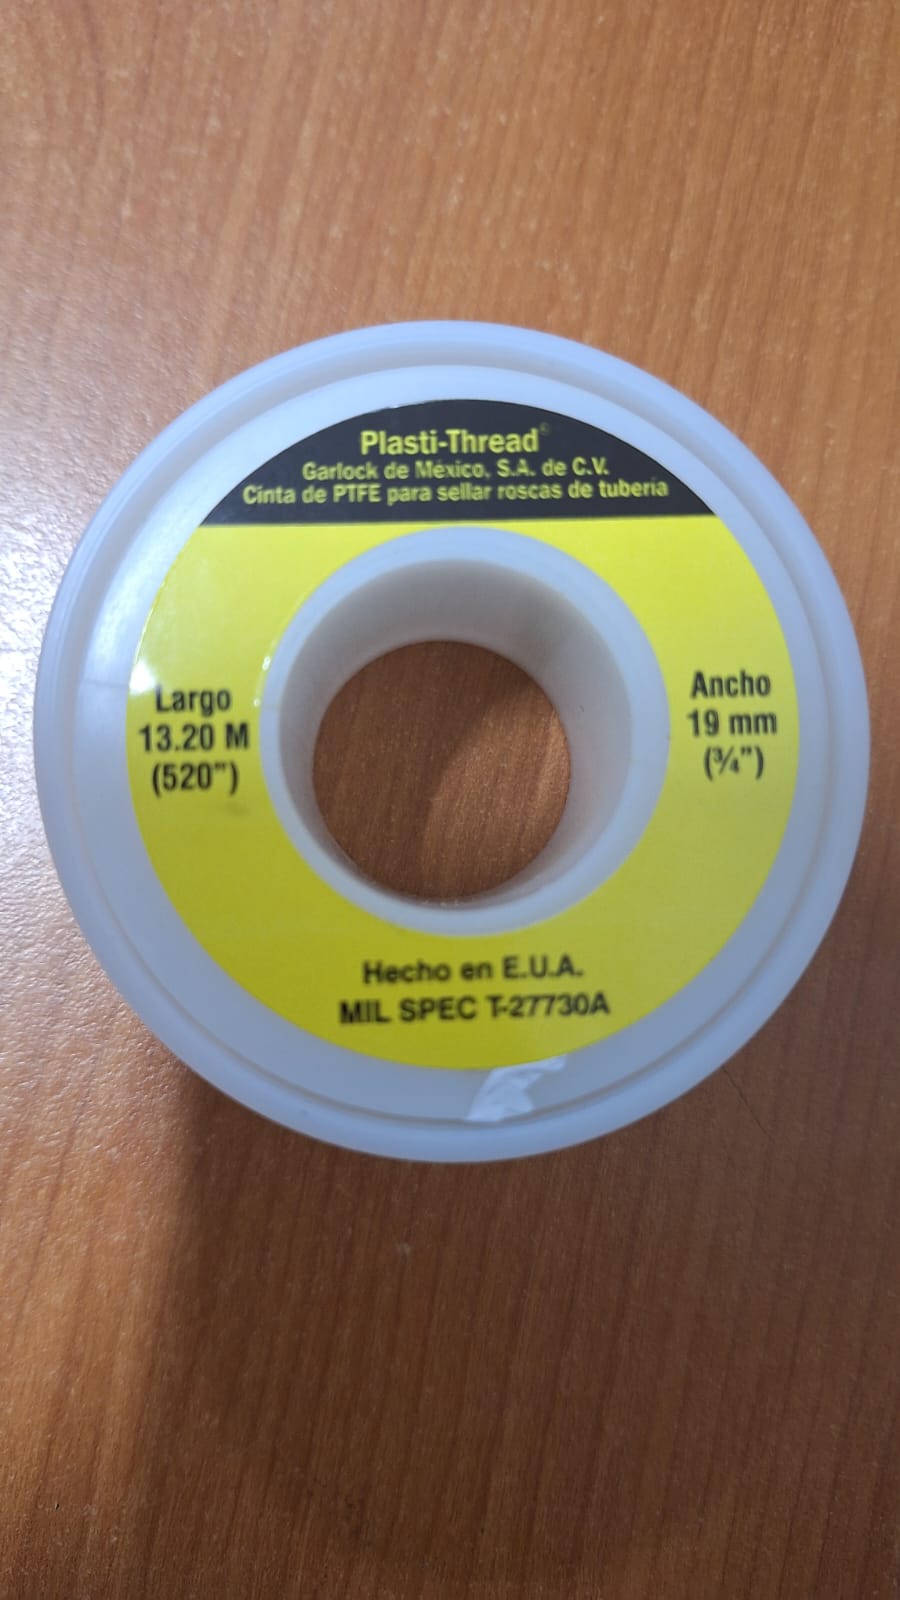 Plasti-Thread®
Garlock de México, S.A. de C.V.
Cinta de PTFE para sellar roscas de tubería
Largo
13.20 M
(520")
Ancho
19 mm
(¾")
Hecho en E.U.A.
MIL SPEC T-27730A